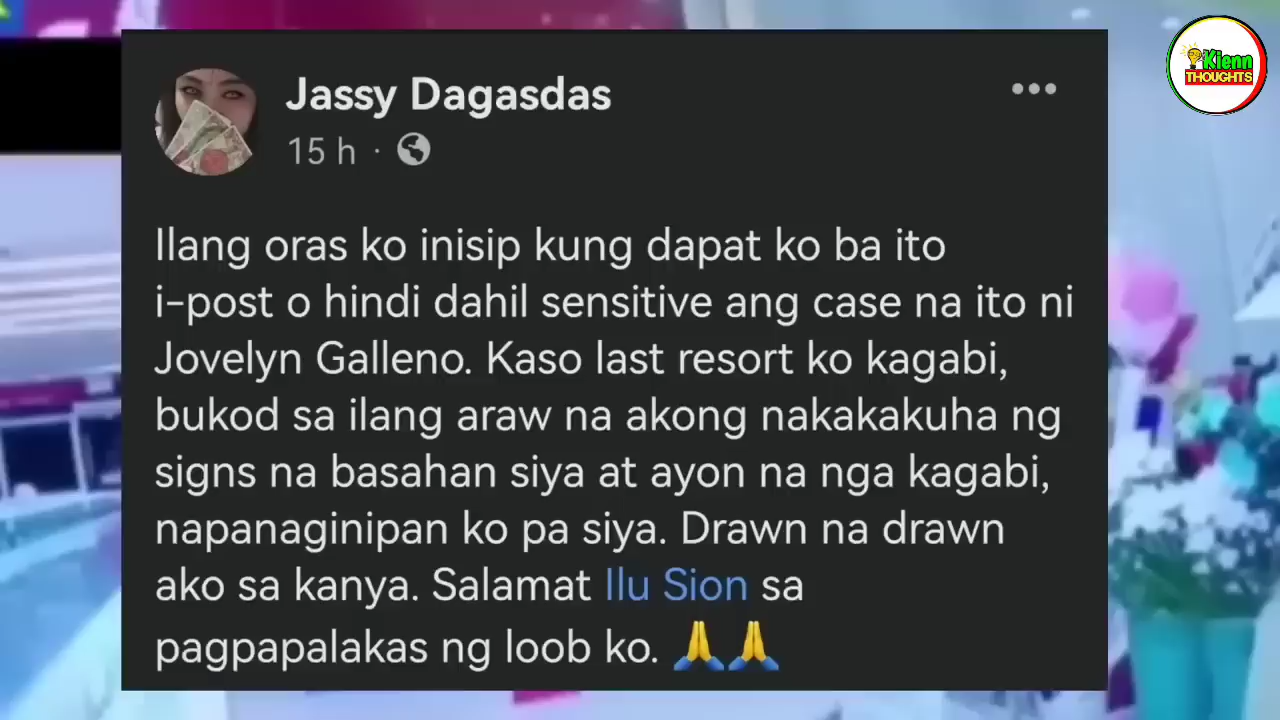 Klenn
THOUGHTS
Jassy Dagasdas
15 h ·
Ilang oras ko inisip kung dapat ko ba ito
i-post o hindi dahil sensitive ang case na ito ni
Jovelyn Galleno. Kaso last resort ko kagabi,
bukod sa ilang araw na akong nakakakuha ng
signs na basahan siya at ayon na nga kagabi,
napanaginipan ko pa siya. Drawn na drawn
ako sa kanya. Salamat Ilu Sion sa
pagpapalakas ng loob ko. 🙏🙏